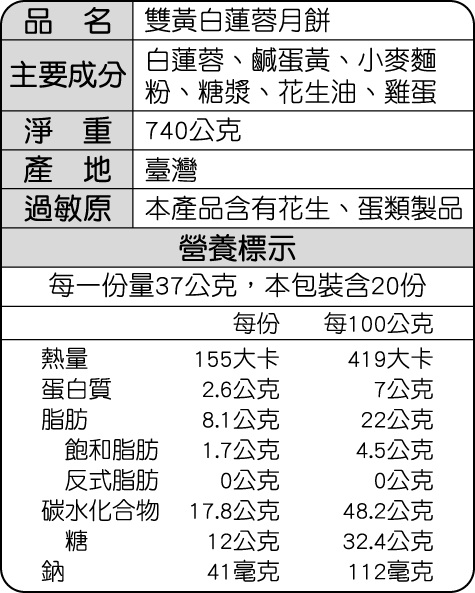 品　名　雙黃白蓮蓉月餅
主要成分　白蓮蓉、鹹蛋黃、小麥麵
粉、糖漿、花生油、雞蛋
淨　重　740公克
產　地　臺灣
過敏原　本產品含有花生、蛋類製品
營養標示
每一份量37公克，本包裝含20份
每份　每100公克
熱量　155大卡　419大卡
蛋白質　2.6公克　7公克
脂肪　8.1公克　22公克
飽和脂肪　1.7公克　4.5公克
反式脂肪　0公克　0公克
碳水化合物　17.8公克　48.2公克
糖　12公克　32.4公克
鈉　41毫克　112毫克